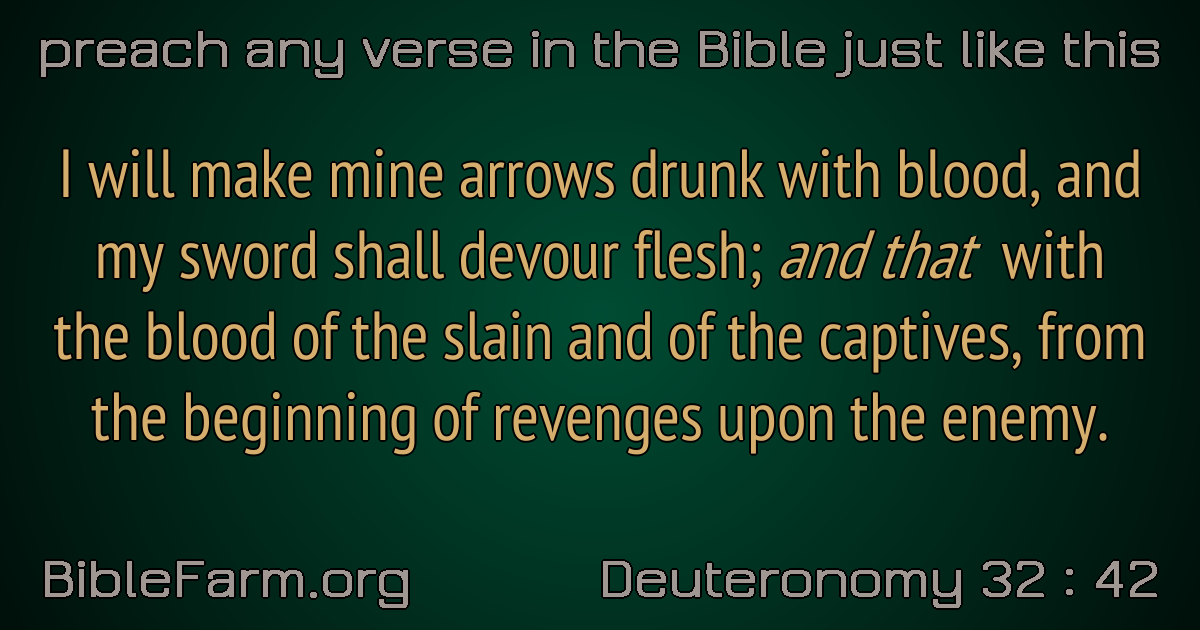 preach any verse in the Bible just like this
I will make mine arrows drunk with blood, and
my sword shall devour flesh; and that with
the blood of the slain and of the captives, from
the beginning of revenges upon the enemy.
BibleFarm.org
Deuteronomy 32 : 42